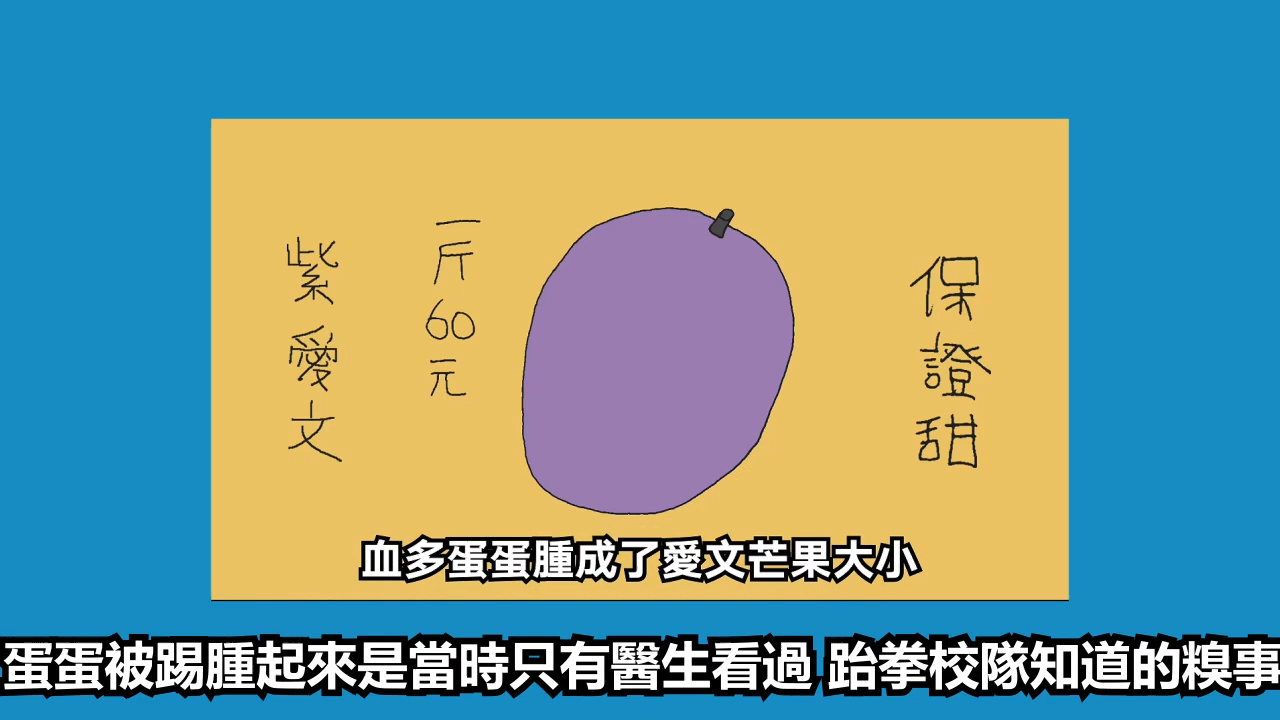 紫愛文
一斤60元
保證甜
血多蛋蛋腫成了愛文芒果大小
蛋蛋被踢腫起來是當時只有醫生看過 跆拳校隊知道的糗事